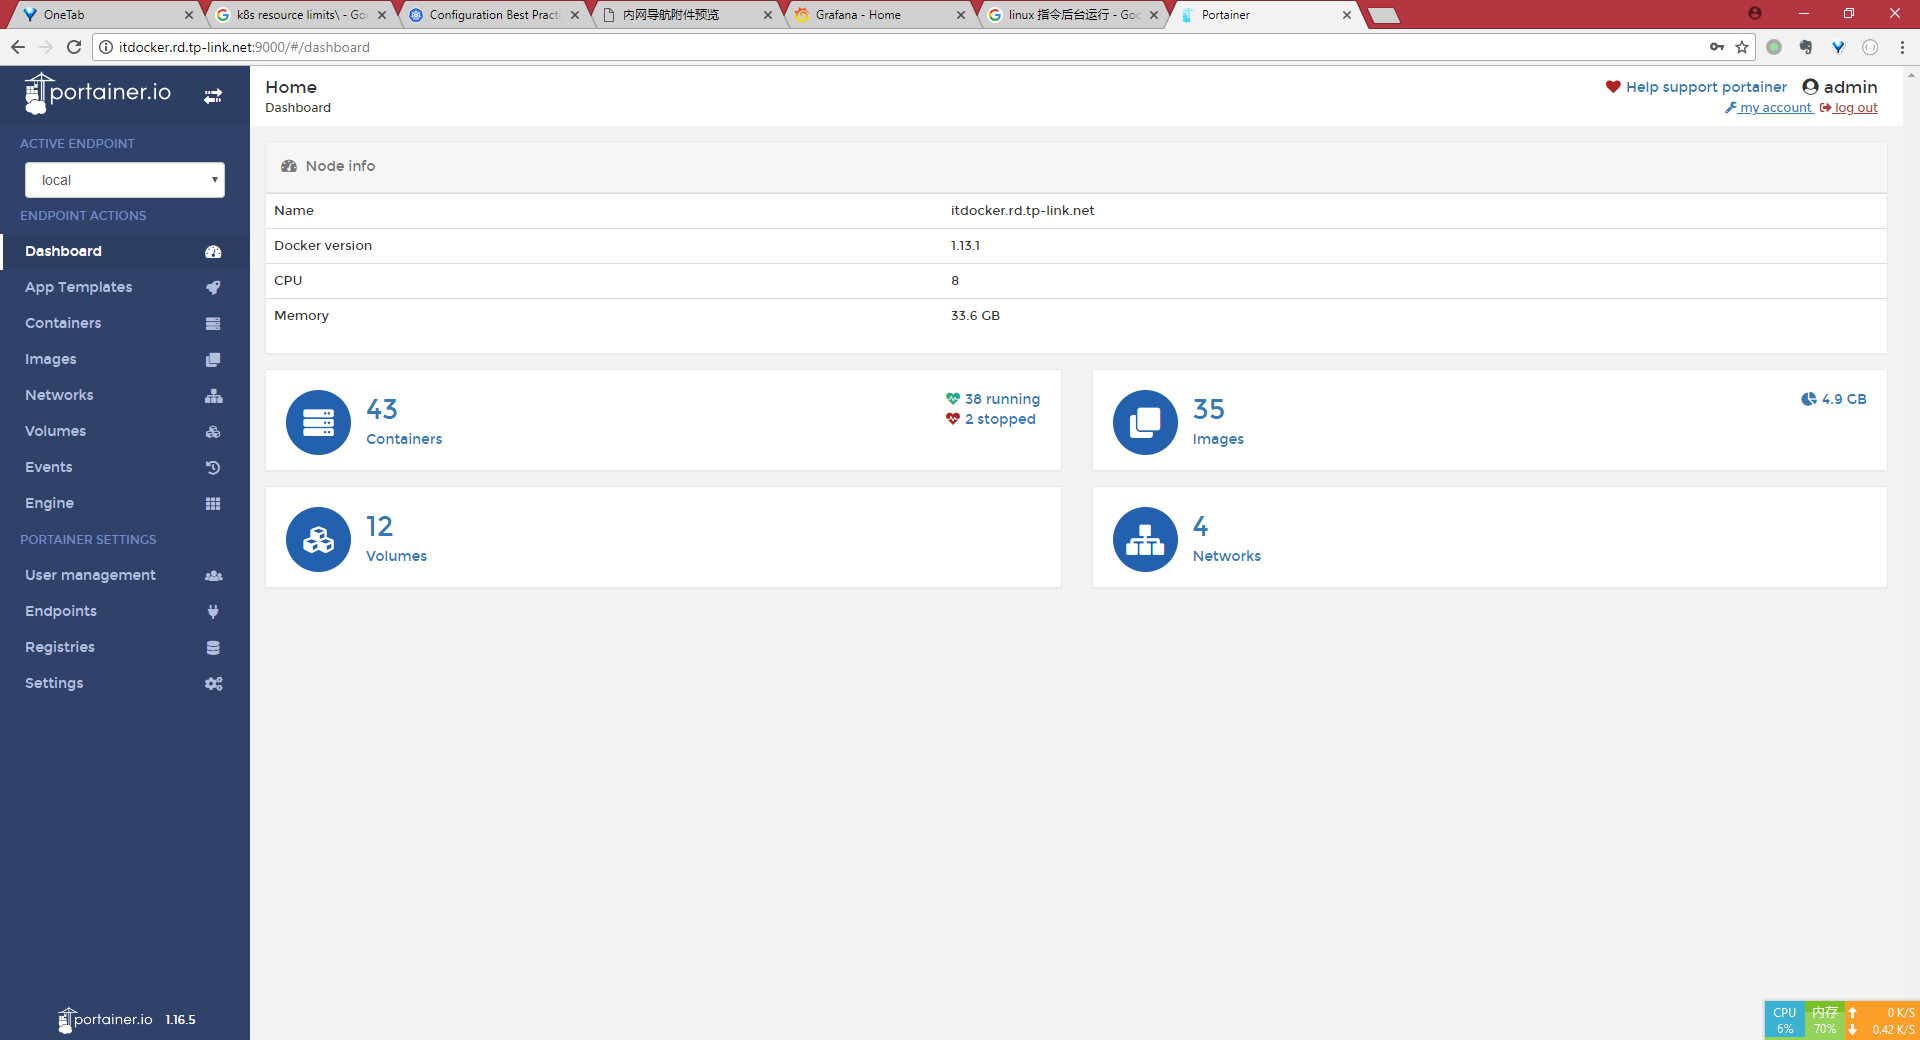 OneTab
k8s resource limits\ - Goo
Configuration Best Pract
内网导航附件预览
Grafana - Home
linux 指令后台运行 - Goo
Portainer
itdocker.rd.tp-link.net:9000/#/dashboard
portainer.io
ACTIVE ENDPOINT
local
ENDPOINT ACTIONS
Dashboard
App Templates
Containers
Images
Networks
Volumes
Events
Engine
PORTAINER SETTINGS
User management
Endpoints
Registries
Settings
portainer.io 1.16.5
Home
Dashboard
Help support portainer
admin
my account
log out
Node info
Name itdocker.rd.tp-link.net
Docker version 1.13.1
CPU 8
Memory 33.6 GB
43
Containers
38 running
2 stopped
35
Images
4.9 GB
12
Volumes
4
Networks
CPU 内存 0 K/S
6% 70% 0.42 K/S